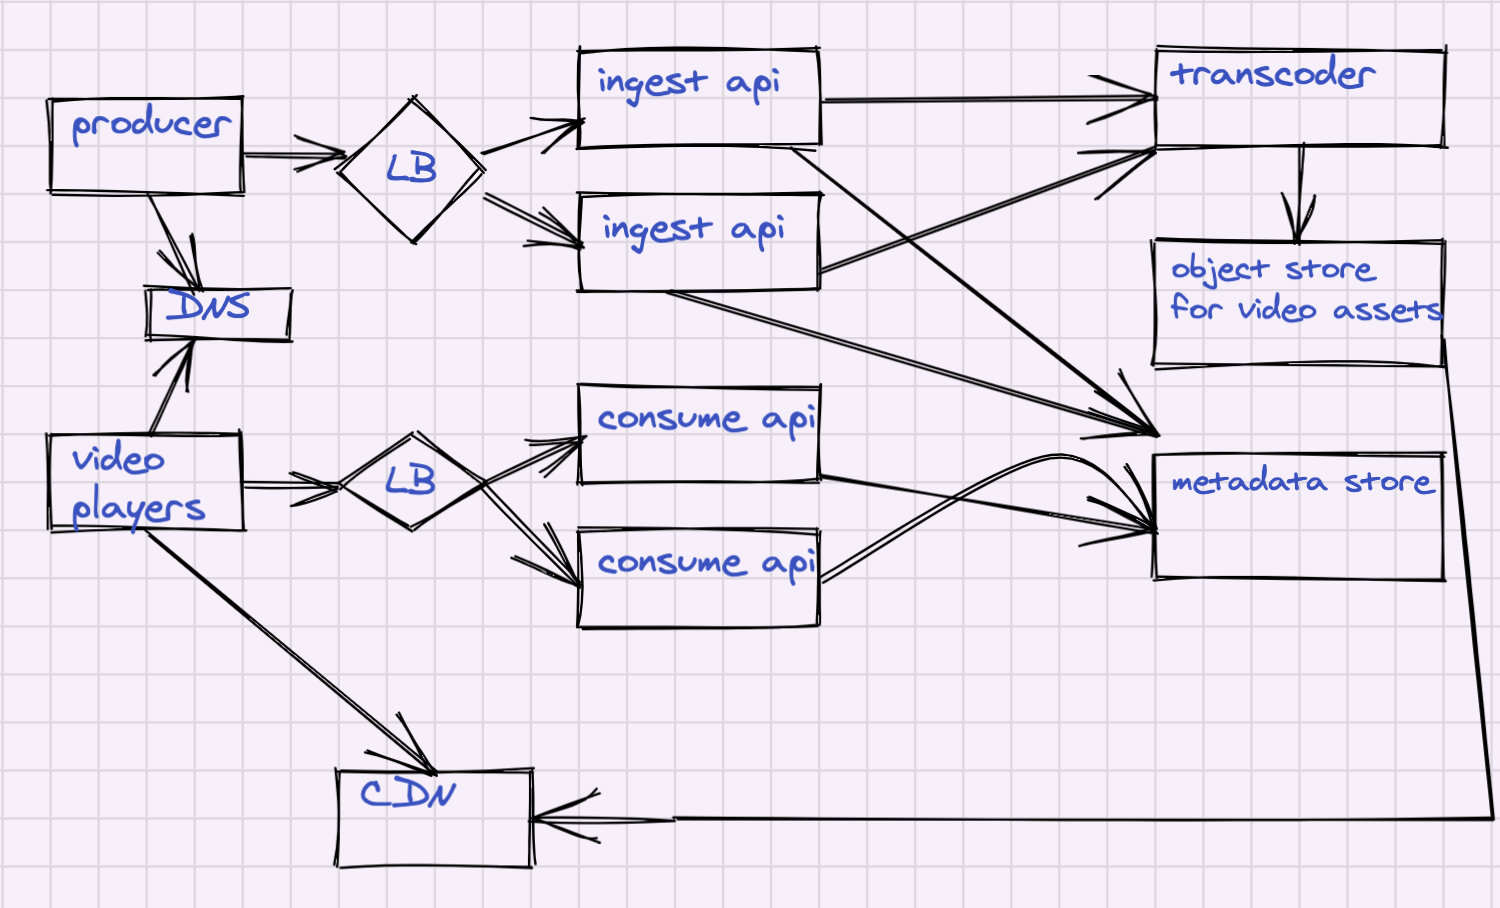 producer
LB
ingest api
ingest api
transcoder
DNS
object store
for video assets
video
players
LB
consume api
consume api
metadata store
CDN